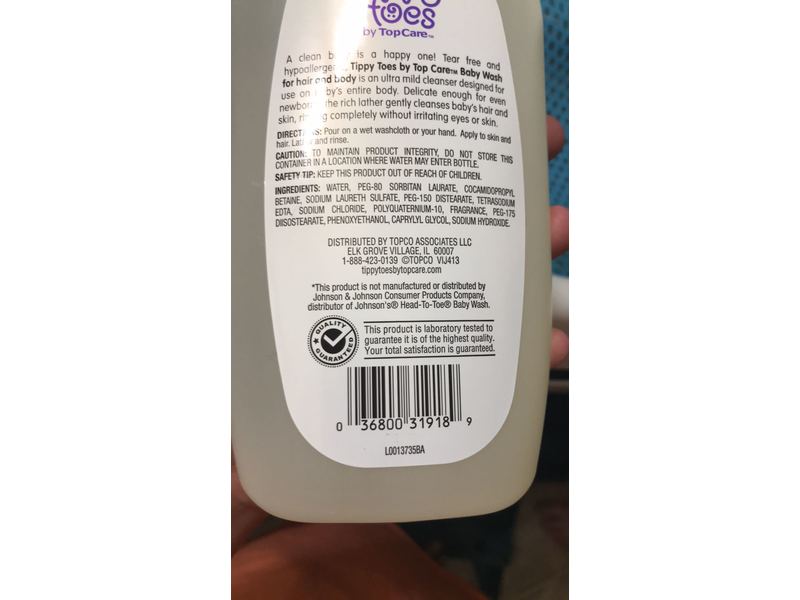 toes
by TopCare™
A clean is a happy one! Tear free and
Tippy Toes by Top Care™ Baby Wash
for hair and body is an ultra mild cleanser designed for
use on entire body. Delicate enough for even
the rich lather gently cleanses baby's hair and
skin, completely without irritating eyes or skin.
Pour on a wet washcloth or your hand. Apply to skin and
hair. and rinse.
CAUTION: TO MAINTAIN PRODUCT INTEGRITY, DO NOT STORE THIS
CONTAINER IN A LOCATION WHERE WATER MAY ENTER BOTTLE.
SAFETY TIP: KEEP THIS PRODUCT OUT OF REACH OF CHILDREN.
INGREDIENTS: WATER, PEG-80 SORBITAN LAURATE, COCAMIDOPROPYL
BETAINE, SODIUM LAURETH SULFATE, PEG-150 DISTEARATE, TETRASODIUM
EDTA, SODIUM CHLORIDE, POLYQUATERNIUM-10, FRAGRANCE, PEG-175
DIISOSTEARATE, PHENOXYETHANOL, CAPRYLYL GLYCOL, SODIUM HYDROXIDE.
DISTRIBUTED BY TOPCO ASSOCIATES LLC
ELK GROVE VILLAGE, IL 60007
1-888-423-0139 ©TOPCO VIJ413
tippytoesbytopcare.com
*This product is not manufactured or distributed by
Johnson & Johnson Consumer Products Company,
distributor of Johnson's® Head-To-Toe® Baby Wash.
QUALITY
GUARANTEED
This product is laboratory tested to
guarantee it is of the highest quality.
Your total satisfaction is guaranteed.
0 36800 31918 9
L0013735BA